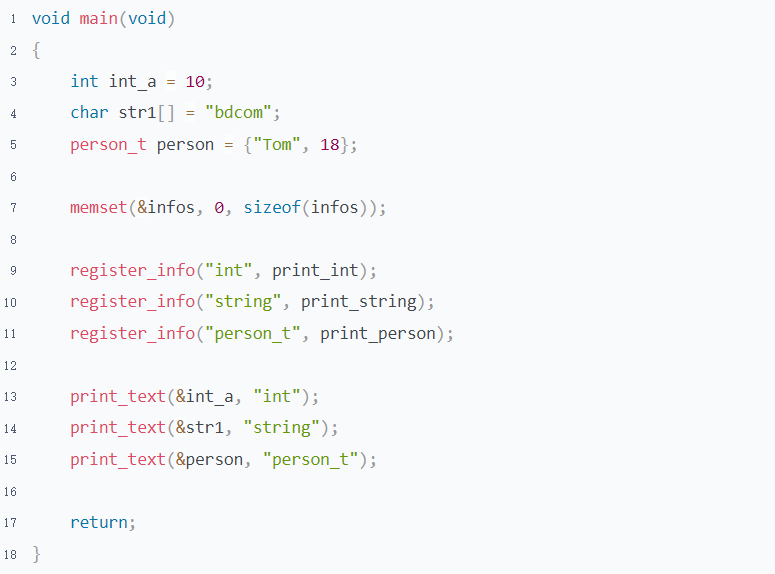 1 void main(void)
2 {
3     int int_a = 10;
4     char str1[] = "bdcom";
5     person_t person = {"Tom", 18};
6
7     memset(&infos, 0, sizeof(infos));
8
9     register_info("int", print_int);
10     register_info("string", print_string);
11     register_info("person_t", print_person);
12
13     print_text(&int_a, "int");
14     print_text(&str1, "string");
15     print_text(&person, "person_t");
16
17     return;
18 }